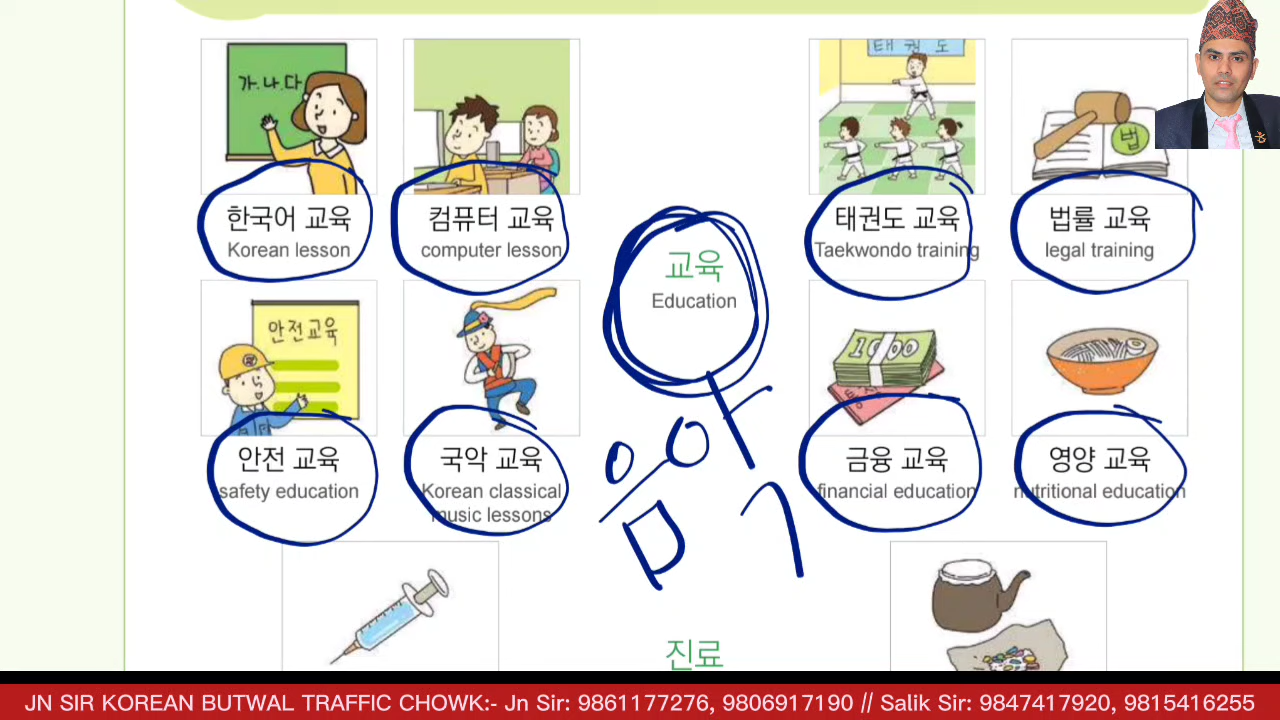 가.나.다
태권도
법
한국어 교육
Korean lesson
컴퓨터 교육
computer lesson
교육
Education
태권도 교육
Taekwondo training
법률 교육
legal training
안전교육
1000
안전 교육
safety education
국악 교육
Korean classical
music lessons
금융 교육
financial education
영양 교육
nutritional education
진료
JN SIR KOREAN BUTWAL TRAFFIC CHOWK:- Jn Sir: 9861177276, 9806917190 // Salik Sir: 9847417920, 9815416255